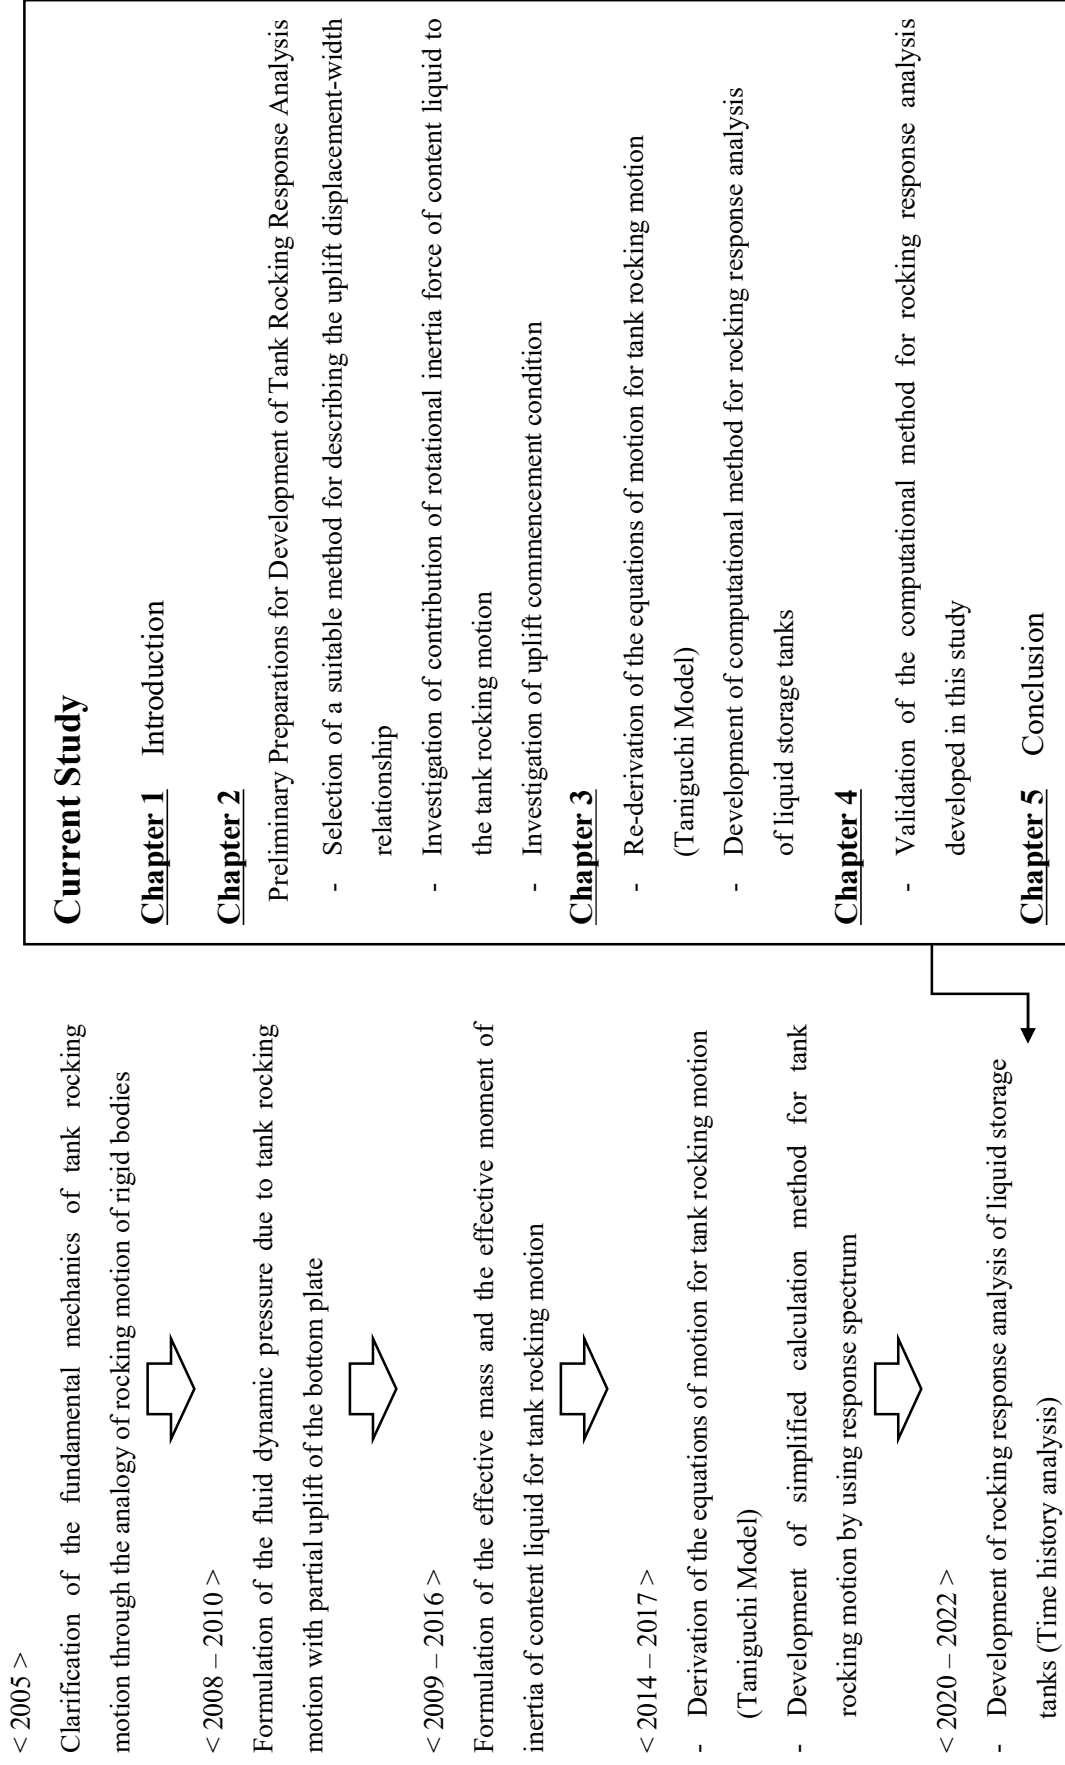 < 2005 >
Clarification of the fundamental mechanics of tank rocking
motion through the analogy of rocking motion of rigid bodies
< 2008 – 2010 >
Formulation of the fluid dynamic pressure due to tank rocking
motion with partial uplift of the bottom plate
< 2009 – 2016 >
Formulation of the effective mass and the effective moment of
inertia of content liquid for tank rocking motion
< 2014 – 2017 >
- Derivation of the equations of motion for tank rocking motion
(Taniguchi Model)
- Development of simplified calculation method for tank
rocking motion by using response spectrum
< 2020 – 2022 >
- Development of rocking response analysis of liquid storage
tanks (Time history analysis)
Current Study
Chapter 1 Introduction
Chapter 2
Preliminary Preparations for Development of Tank Rocking Response Analysis
- Selection of a suitable method for describing the uplift displacement-width
relationship
- Investigation of contribution of rotational inertia force of content liquid to
the tank rocking motion
- Investigation of uplift commencement condition
Chapter 3
- Re-derivation of the equations of motion for tank rocking motion
(Taniguchi Model)
- Development of computational method for rocking response analysis
of liquid storage tanks
Chapter 4
- Validation of the computational method for rocking response analysis
developed in this study
Chapter 5 Conclusion